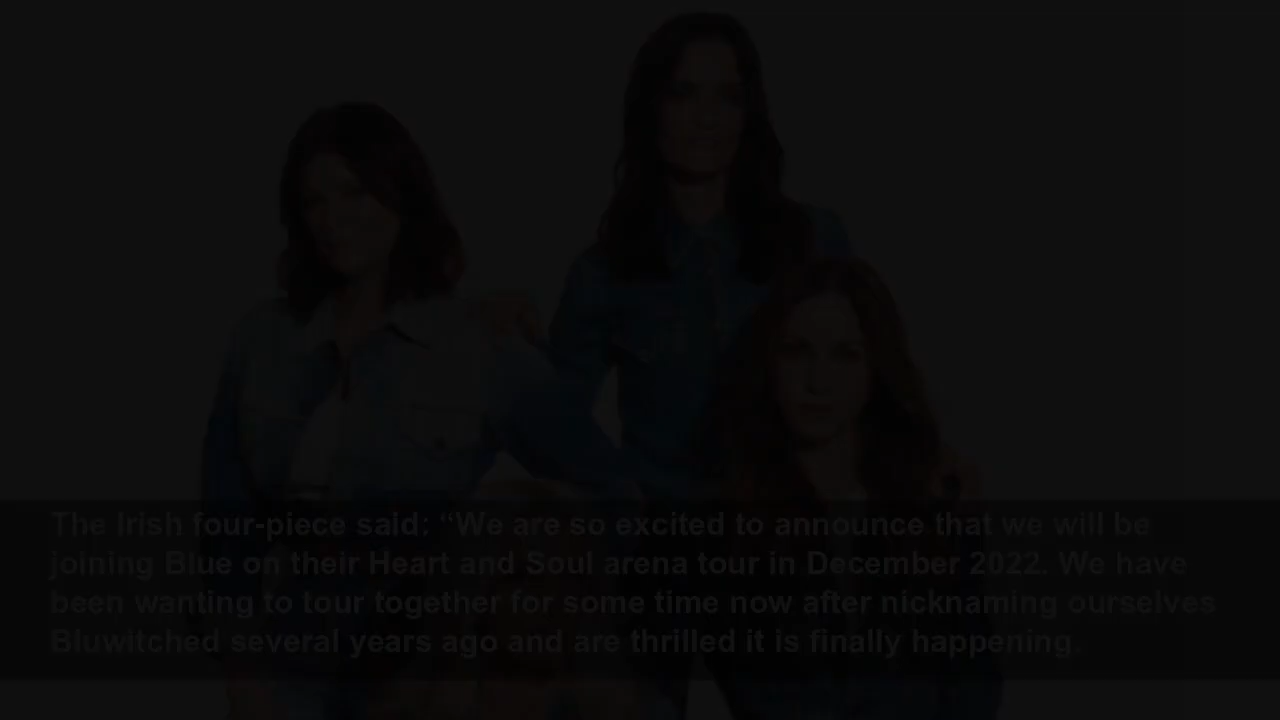 The Irish four-piece said: “We are so excited to announce that we will be
joining Blue on their Heart and Soul arena tour in December 2022. We have
been wanting to tour together for some time now after nicknaming ourselves
Bluwitched several years ago and are thrilled it is finally happening.